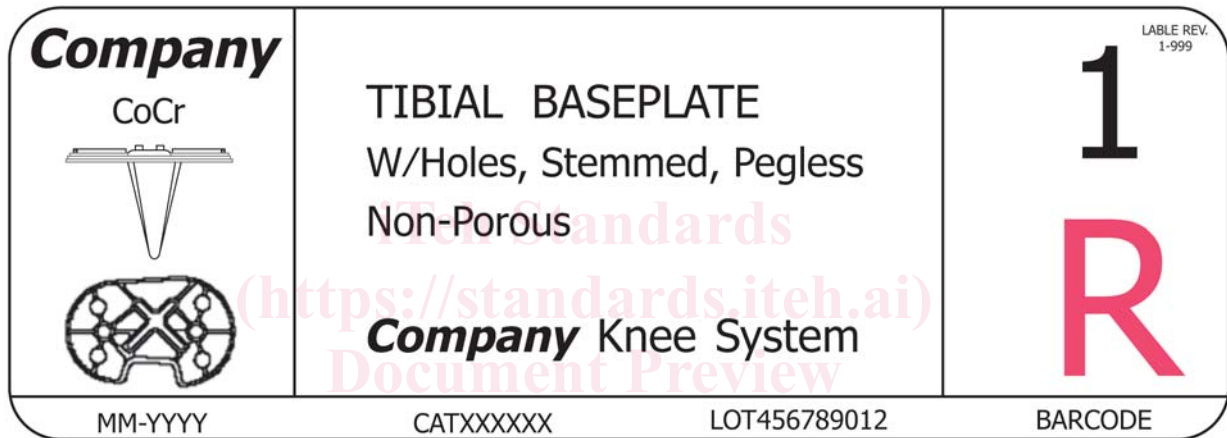 Company
CoCr
TIBIAL BASEPLATE
W/Holes, Stemmed, Pegless
Non-Porous
Company Knee System
1
LABLE REV.
1-999
R
MM-YYYY
CATXXXXXX
LOT456789012
BARCODE
iTeh Standards
(https://standards.iteh.ai)
Document Preview